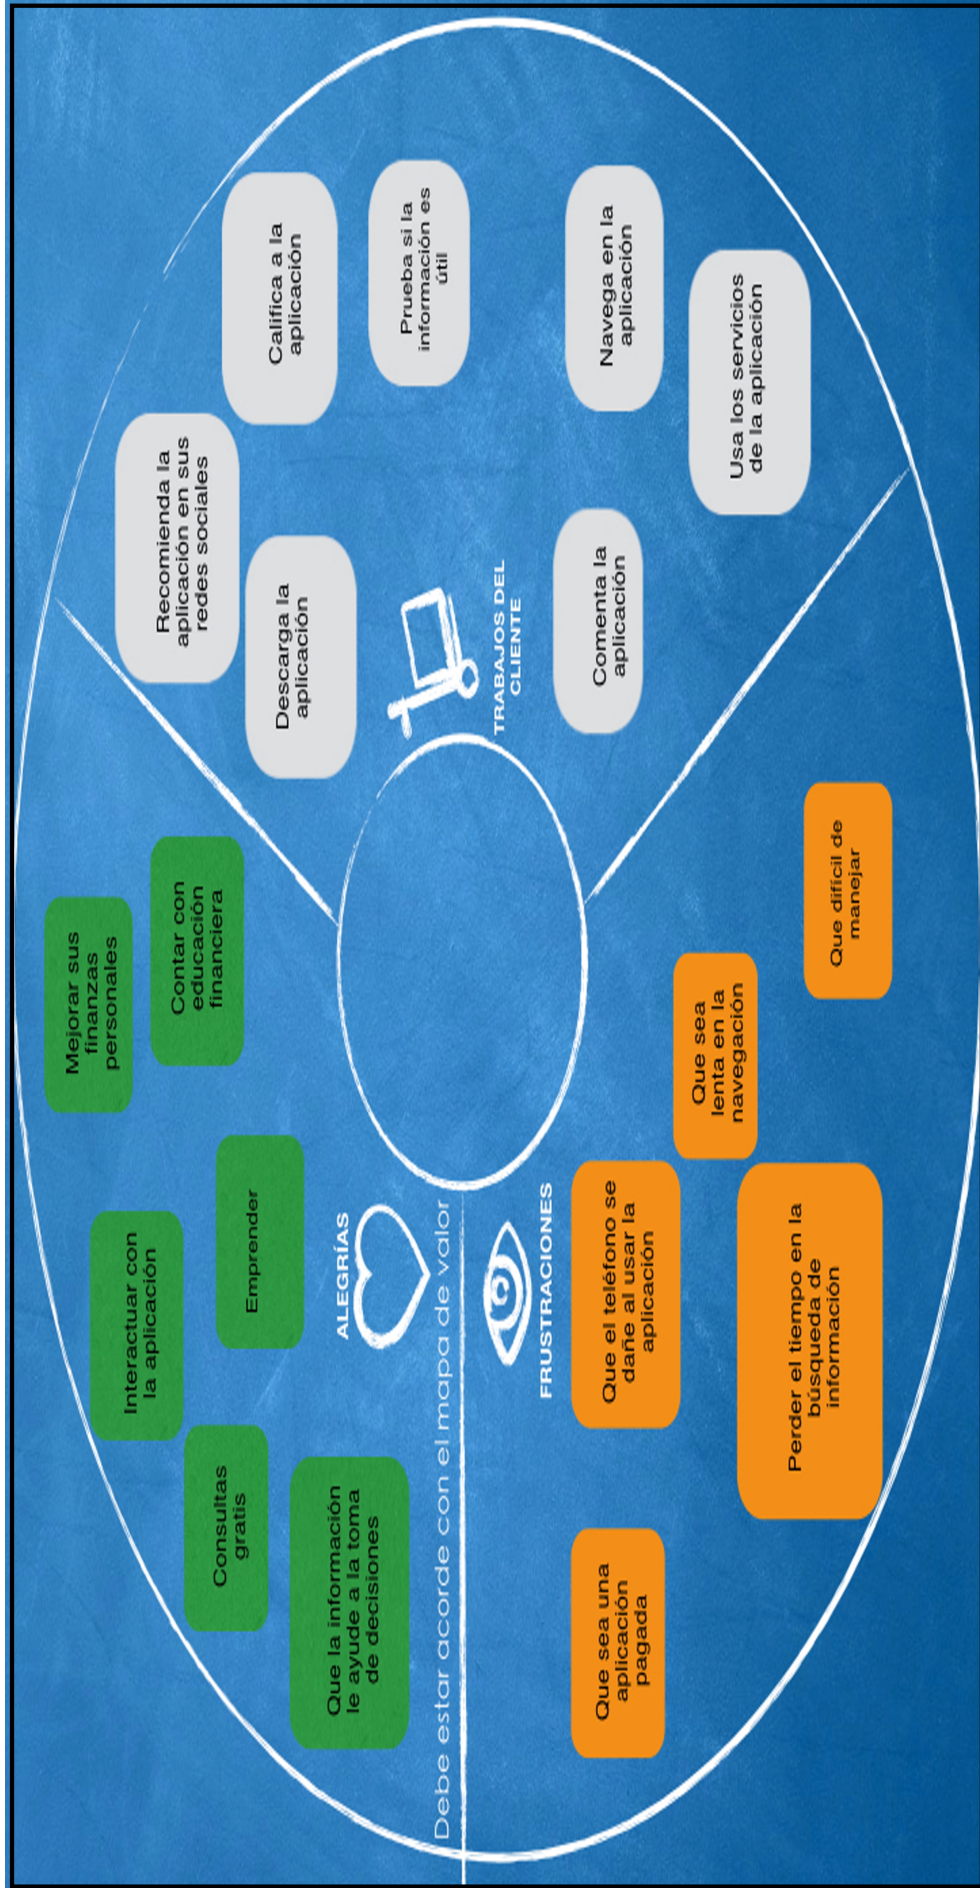 Mejorar sus
finanzas
personales
Contar con
educación
financiera
Interactuar con
la aplicación
Emprender
Consultas
gratis
Que la información
le ayude a la toma
de decisiones
ALEGRÍAS
Debe estar acorde con el mapa de valor
FRUSTRACIONES
Que sea una
aplicación
pagada
Que el teléfono se
dañe al usar la
aplicación
Que sea
lenta en la
navegación
Perder el tiempo en la
búsqueda de
información
Que difícil de
manejar
Recomienda la
aplicación en sus
redes sociales
Califica a la
aplicación
Descarga la
aplicación
Prueba si la
información es
útil
TRABAJOS DEL
CLIENTE
Navega en la
aplicación
Comenta la
aplicación
Usa los servicios
de la aplicación